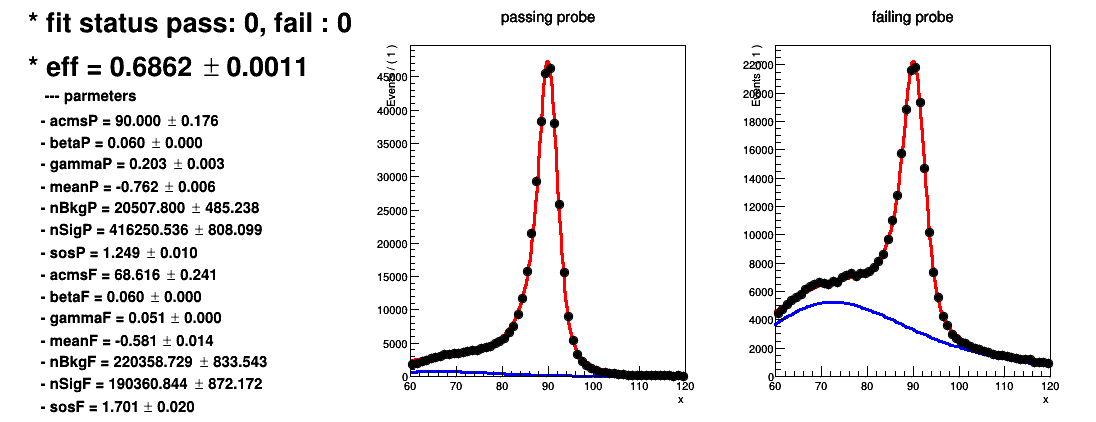 * fit status pass: 0, fail : 0
* eff = 0.6862 ± 0.0011
--- parmeters
- acmsP = 90.000 ± 0.176
- betaP = 0.060 ± 0.000
- gammaP = 0.203 ± 0.003
- meanP = -0.762 ± 0.006
- nBkgP = 20507.800 ± 485.238
- nSigP = 416250.536 ± 808.099
- sosP = 1.249 ± 0.010
- acmsF = 68.616 ± 0.241
- betaF = 0.060 ± 0.000
- gammaF = 0.051 ± 0.000
- meanF = -0.581 ± 0.014
- nBkgF = 220358.729 ± 833.543
- nSigF = 190360.844 ± 872.172
- sosF = 1.701 ± 0.020
passing probe
Events / ( 1 )
45000
40000
35000
30000
25000
20000
15000
10000
5000
0
60 70 80 90 100 110 120
x
failing probe
Events / ( 1 )
22000
20000
18000
16000
14000
12000
10000
8000
6000
4000
2000
0
60 70 80 90 100 110 120
x